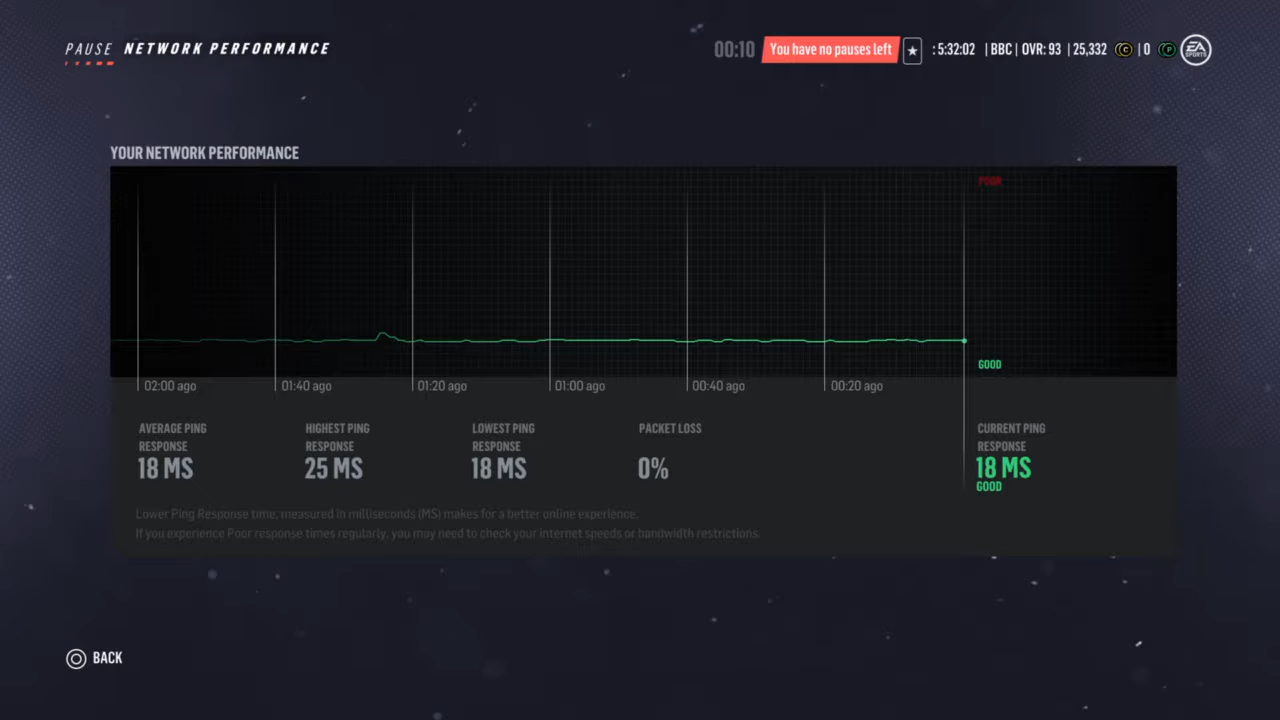 PAUSE NETWORK PERFORMANCE
00:10 You have no pauses left : 5:32:02 | BBC | OVR: 93 | 25,332 C | 0 P EA SPORTS
YOUR NETWORK PERFORMANCE
POOR
GOOD
02:00 ago 01:40 ago 01:20 ago 01:00 ago 00:40 ago 00:20 ago
AVERAGE PING RESPONSE
18 MS
HIGHEST PING RESPONSE
25 MS
LOWEST PING RESPONSE
18 MS
PACKET LOSS
0%
CURRENT PING RESPONSE
18 MS
GOOD
Lower Ping Response time, measured in milliseconds (MS) makes for a better online experience.
If you experience Poor response times regularly, you may need to check your internet speeds or bandwidth restrictions.
BACK